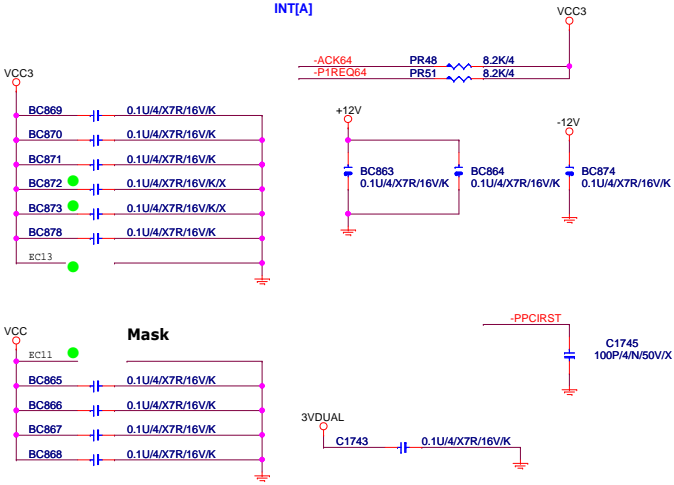 INT[A]
VCC3
-ACK64 PR48 8.2K/4
-P1REQ64 PR51 8.2K/4
VCC3
BC869 0.1U/4/X7R/16V/K
BC870 0.1U/4/X7R/16V/K
BC871 0.1U/4/X7R/16V/K
BC872 0.1U/4/X7R/16V/K/X
BC873 0.1U/4/X7R/16V/K/X
BC878 0.1U/4/X7R/16V/K
EC13
+12V
BC863
0.1U/4/X7R/16V/K
BC864
0.1U/4/X7R/16V/K
-12V
BC874
0.1U/4/X7R/16V/K
VCC
Mask
EC11
BC865 0.1U/4/X7R/16V/K
BC866 0.1U/4/X7R/16V/K
BC867 0.1U/4/X7R/16V/K
BC868 0.1U/4/X7R/16V/K
-PPCIRST
C1745
100P/4/N/50V/X
3VDUAL
C1743 0.1U/4/X7R/16V/K